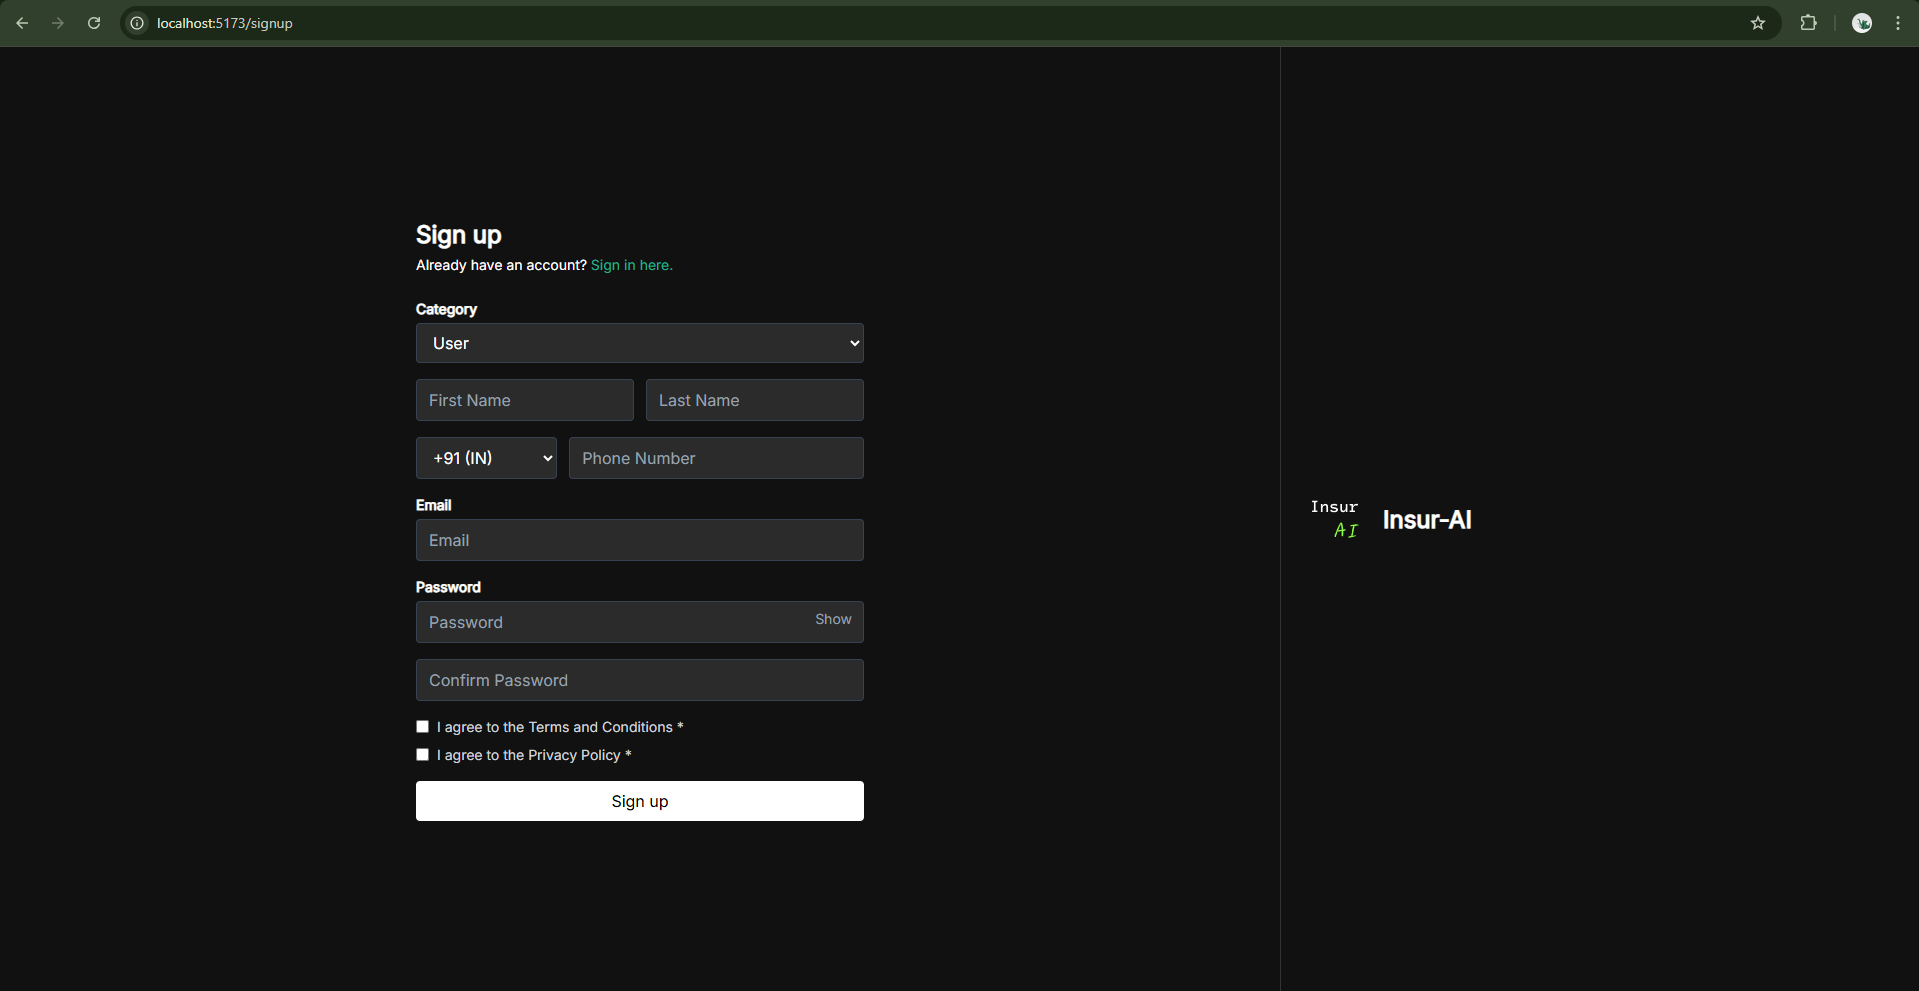 localhost:5173/signup
Sign up
Already have an account? Sign in here.
Category
User
First Name
Last Name
+91 (IN)
Phone Number
Email
Email
Password
Password
Show
Confirm Password
I agree to the Terms and Conditions *
I agree to the Privacy Policy *
Sign up
Insur
AI
Insur-AI